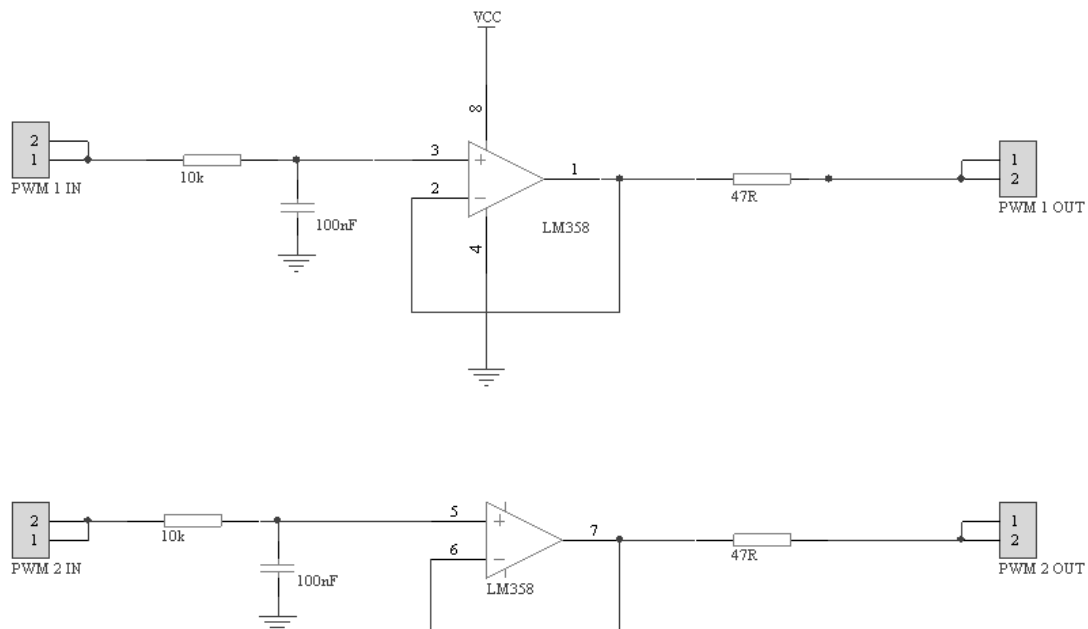 VCC
8
2
1
PWM 1 IN
10k
100nF
3
2
4
1
LM358
47R
1
2
PWM 1 OUT
2
1
PWM 2 IN
10k
100nF
5
6
7
LM358
47R
1
2
PWM 2 OUT